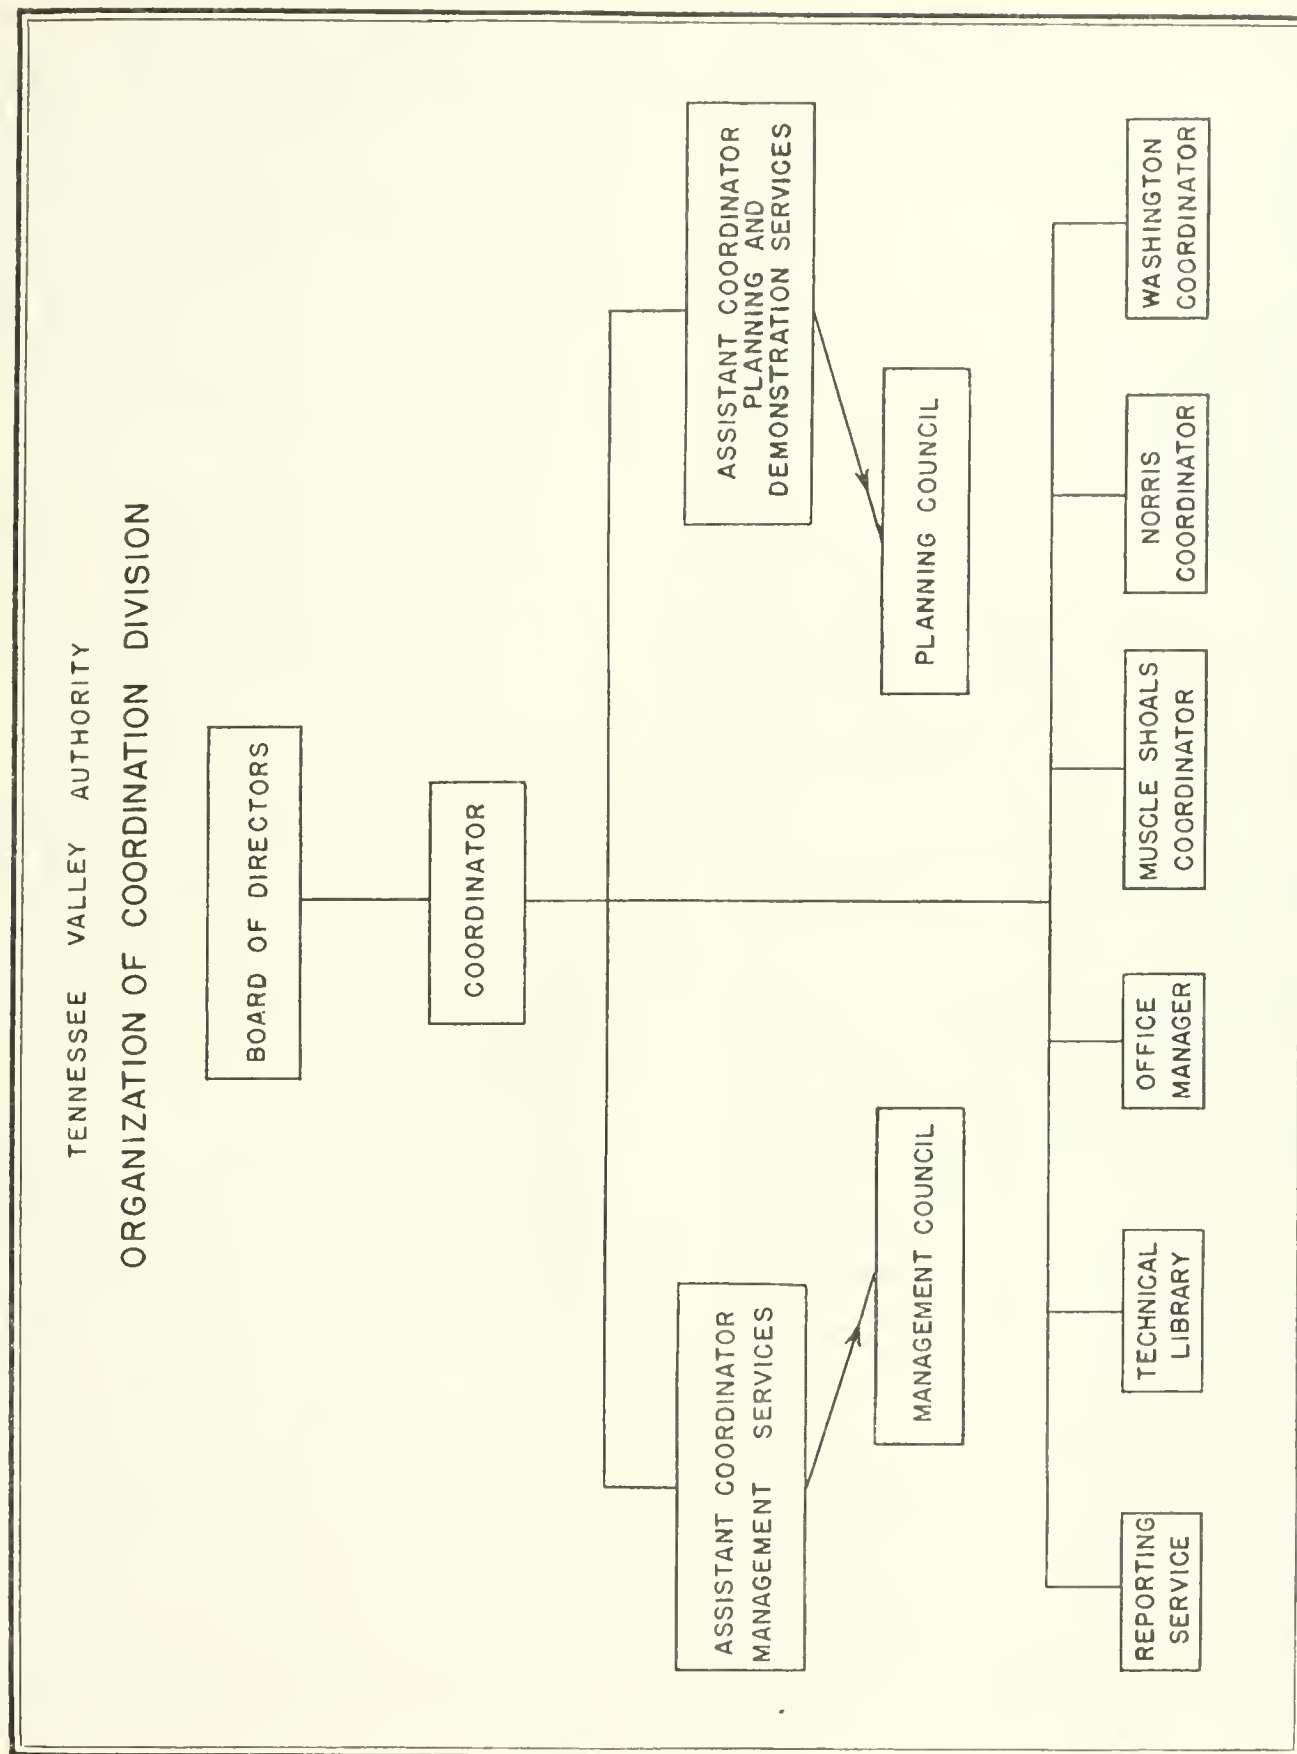 TENNESSEE VALLEY AUTHORITY
ORGANIZATION OF COORDINATION DIVISION
BOARD OF DIRECTORS
COORDINATOR
ASSISTANT COORDINATOR
MANAGEMENT SERVICES
ASSISTANT COORDINATOR
PLANNING AND
DEMONSTRATION SERVICES
MANAGEMENT COUNCIL
PLANNING COUNCIL
REPORTING
SERVICE
TECHNICAL
LIBRARY
OFFICE
MANAGER
MUSCLE SHOALS
COORDINATOR
NORRIS
COORDINATOR
WASHINGTON
COORDINATOR